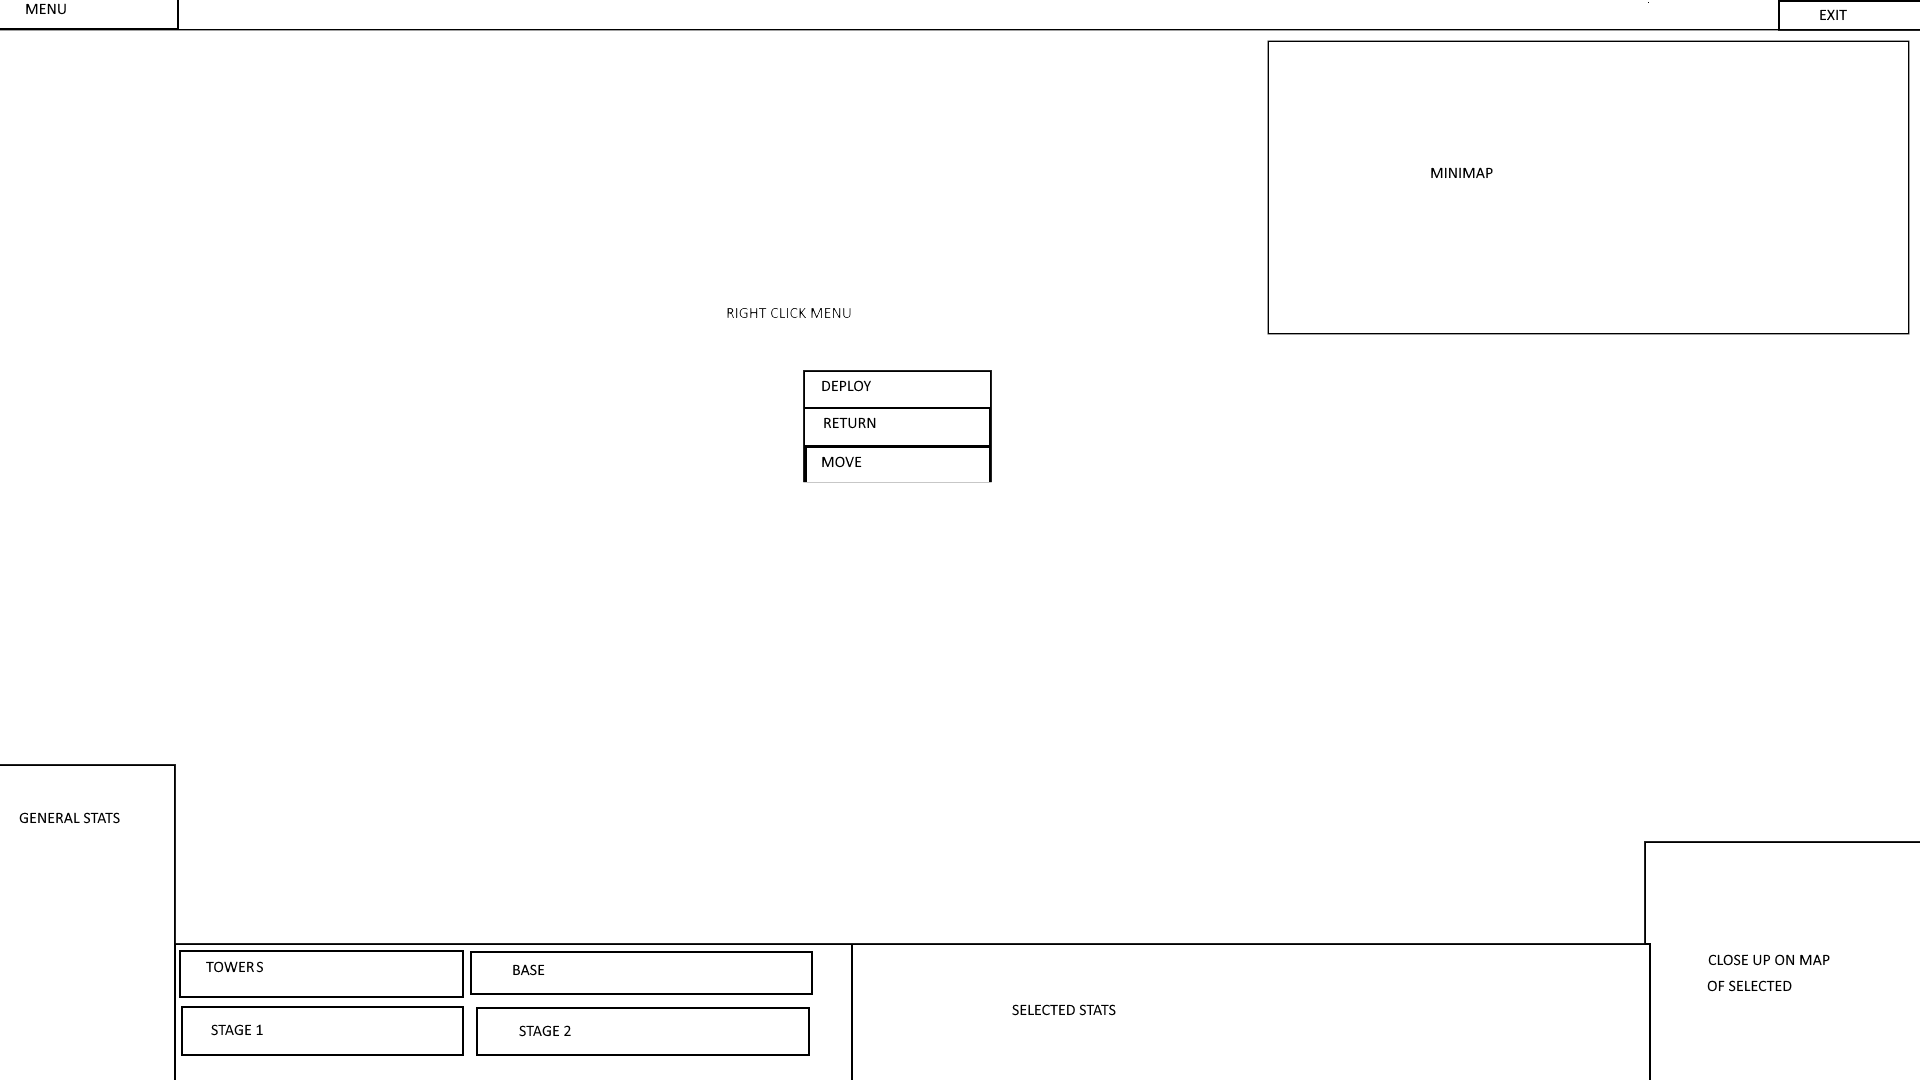 MENU
EXIT
MINIMAP
RIGHT CLICK MENU
DEPLOY
RETURN
MOVE
GENERAL STATS
TOWERS
BASE
STAGE 1
STAGE 2
SELECTED STATS
CLOSE UP ON MAP
OF SELECTED